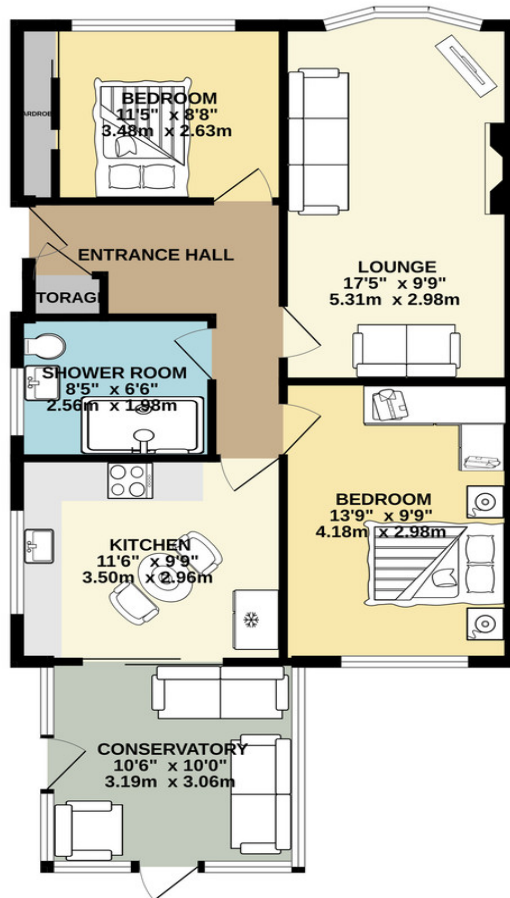 BEDROOM
11'5" x 8'8"
3.48m x 2.63m
ENTRANCE HALL
LOUNGE
17'5" x 9'9"
5.31m x 2.98m
TORAG
SHOWER ROOM
8'5" x 6'6"
2.56m x 1.98m
BEDROOM
13'9" x 9'9"
4.18m x 2.98m
KITCHEN
11'6" x 9'9"
3.50m x 2.96m
CONSERVATORY
10'6" x 10'0"
3.19m x 3.06m